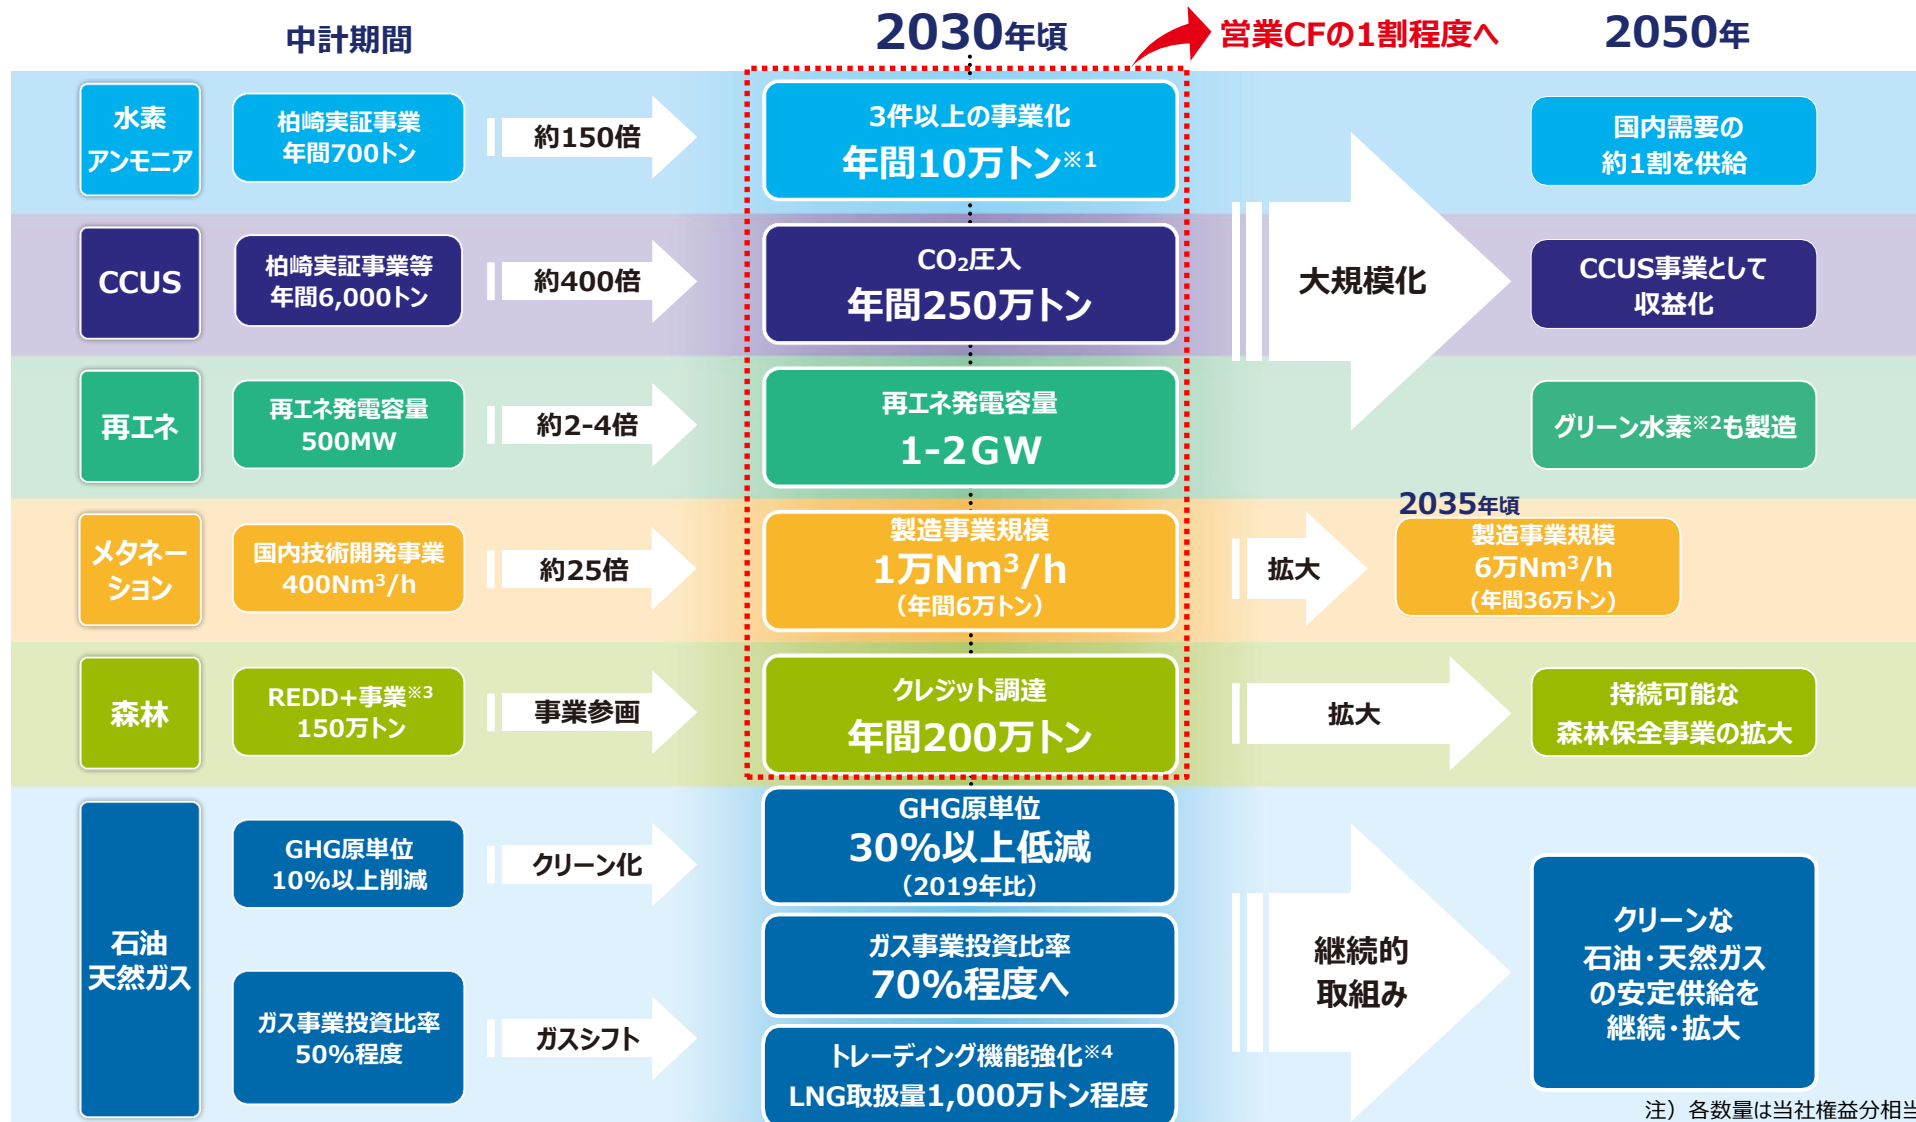 中計期間
2030年頃
営業CFの1割程度へ
2050年
水素
アンモニア
柏崎実証事業
年間700トン
約150倍
3件以上の事業化
年間10万トン※1
国内需要の
約1割を供給
CCUS
柏崎実証事業等
年間6,000トン
約400倍
CO₂圧入
年間250万トン
大規模化
CCUS事業として
収益化
再エネ
再エネ発電容量
500MW
約2-4倍
再エネ発電容量
1-2GW
グリーン水素※2も製造
メタネー
ション
国内技術開発事業
400Nm³/h
約25倍
製造事業規模
1万Nm³/h
（年間6万トン）
拡大
2035年頃
製造事業規模
6万Nm³/h
(年間36万トン)
森林
REDD+事業※3
150万トン
事業参画
クレジット調達
年間200万トン
拡大
持続可能な
森林保全事業の拡大
石油
天然ガス
GHG原単位
10%以上削減
クリーン化
GHG原単位
30%以上低減
（2019年比）
ガス事業投資比率
50%程度
ガスシフト
ガス事業投資比率
70%程度へ
トレーディング機能強化※4
LNG取扱量1,000万トン程度
継続的
取組み
クリーンな
石油・天然ガス
の安定供給を
継続・拡大
注）各数量は当社権益分相当